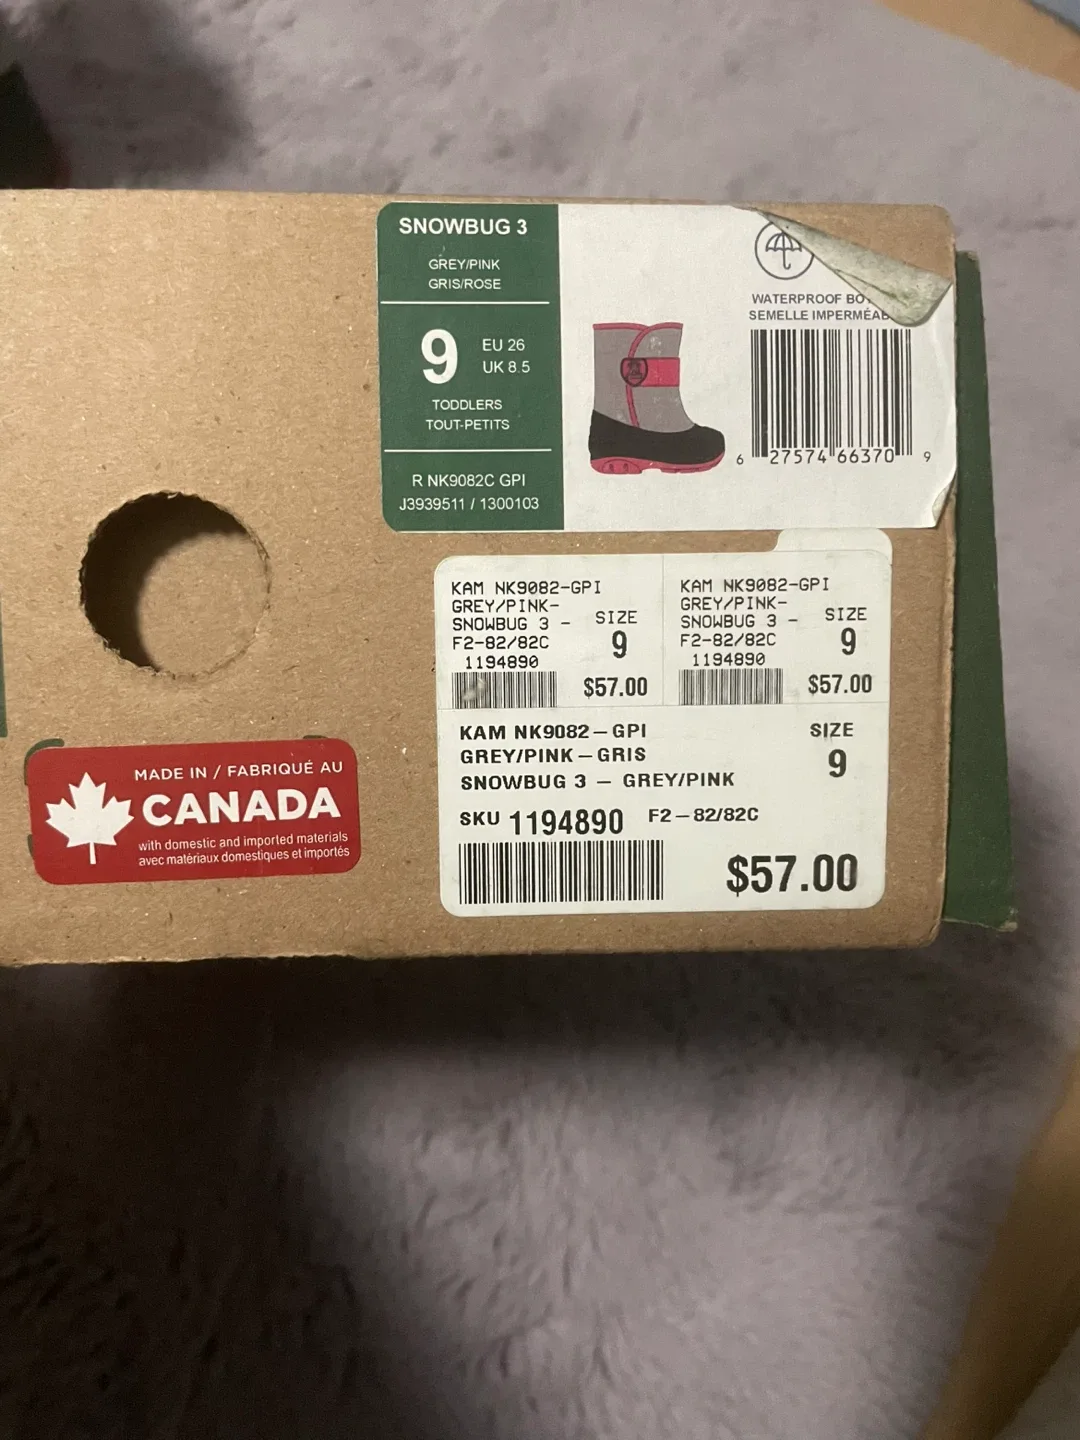 SNOWBUG 3
GREY/PINK
GRIS/ROSE
9
EU 26
UK 8.5
TODDLERS
TOUT-PETITS
R NK9082C GPI
J3939511 / 1300103
WATERPROOF
SEMELLE
6 27574 66370 9
KAM NK9082-GPI
GREY/PINK-
SNOWBUG 3 -
F2-82/82C
1194890
SIZE
9
$57.00
KAM NK9082-GPI
GREY/PINK-
SNOWBUG 3 -
F2-82/82C
1194890
SIZE
9
$57.00
KAM NK9082-GPI
GREY/PINK-GRIS
SNOWBUG 3 - GREY/PINK
SIZE
9
SKU 1194890 F2-82/82C
$57.00
MADE IN / FABRIQUÉ AU
CANADA
with domestic and imported materials
avec matériaux domestiques et importés